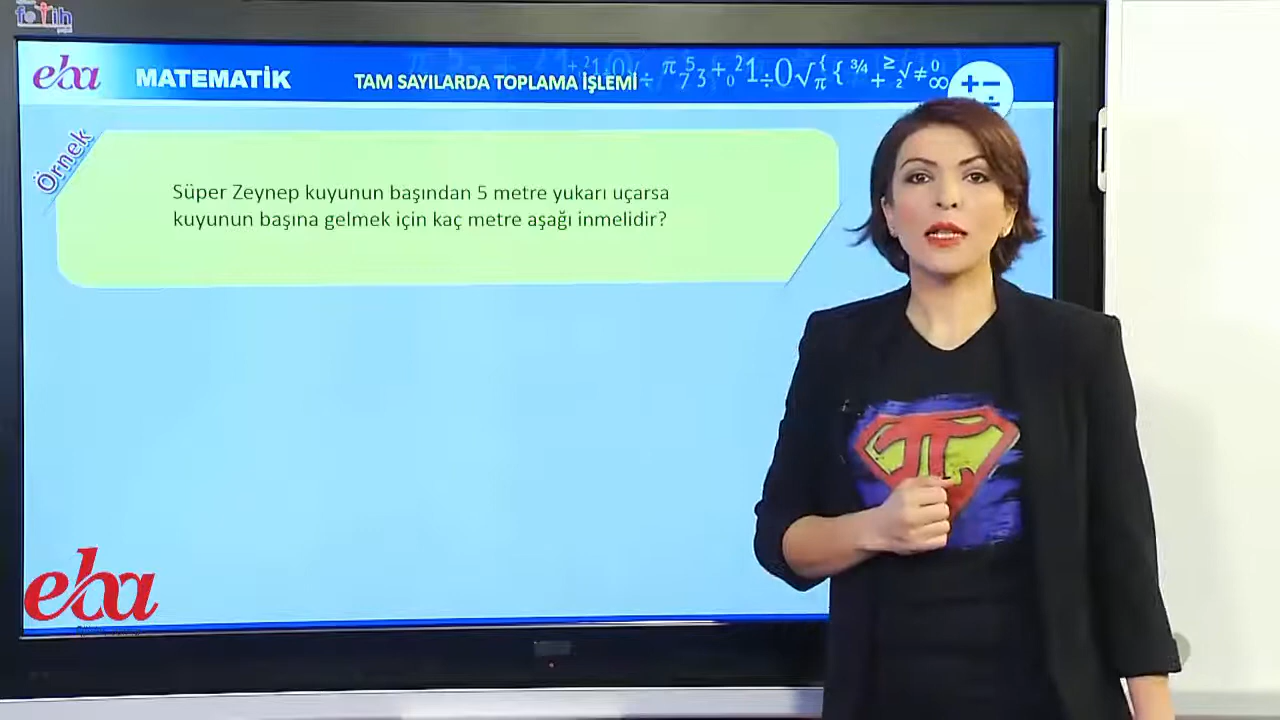 fatih
eba
MATEMATİK
TAM SAYILARDA TOPLAMA İŞLEMİ
Örnek
Süper Zeynep kuyunun başından 5 metre yukarı uçarsa
kuyunun başına gelmek için kaç metre aşağı inmelidir?
π
eba